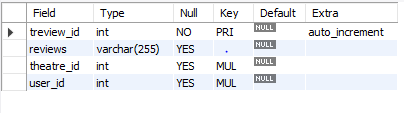 Field Type Null Key Default Extra
treview_id int NO PRI NULL auto_increment
reviews varchar(255) YES NULL
theatre_id int YES MUL NULL
user_id int YES MUL NULL